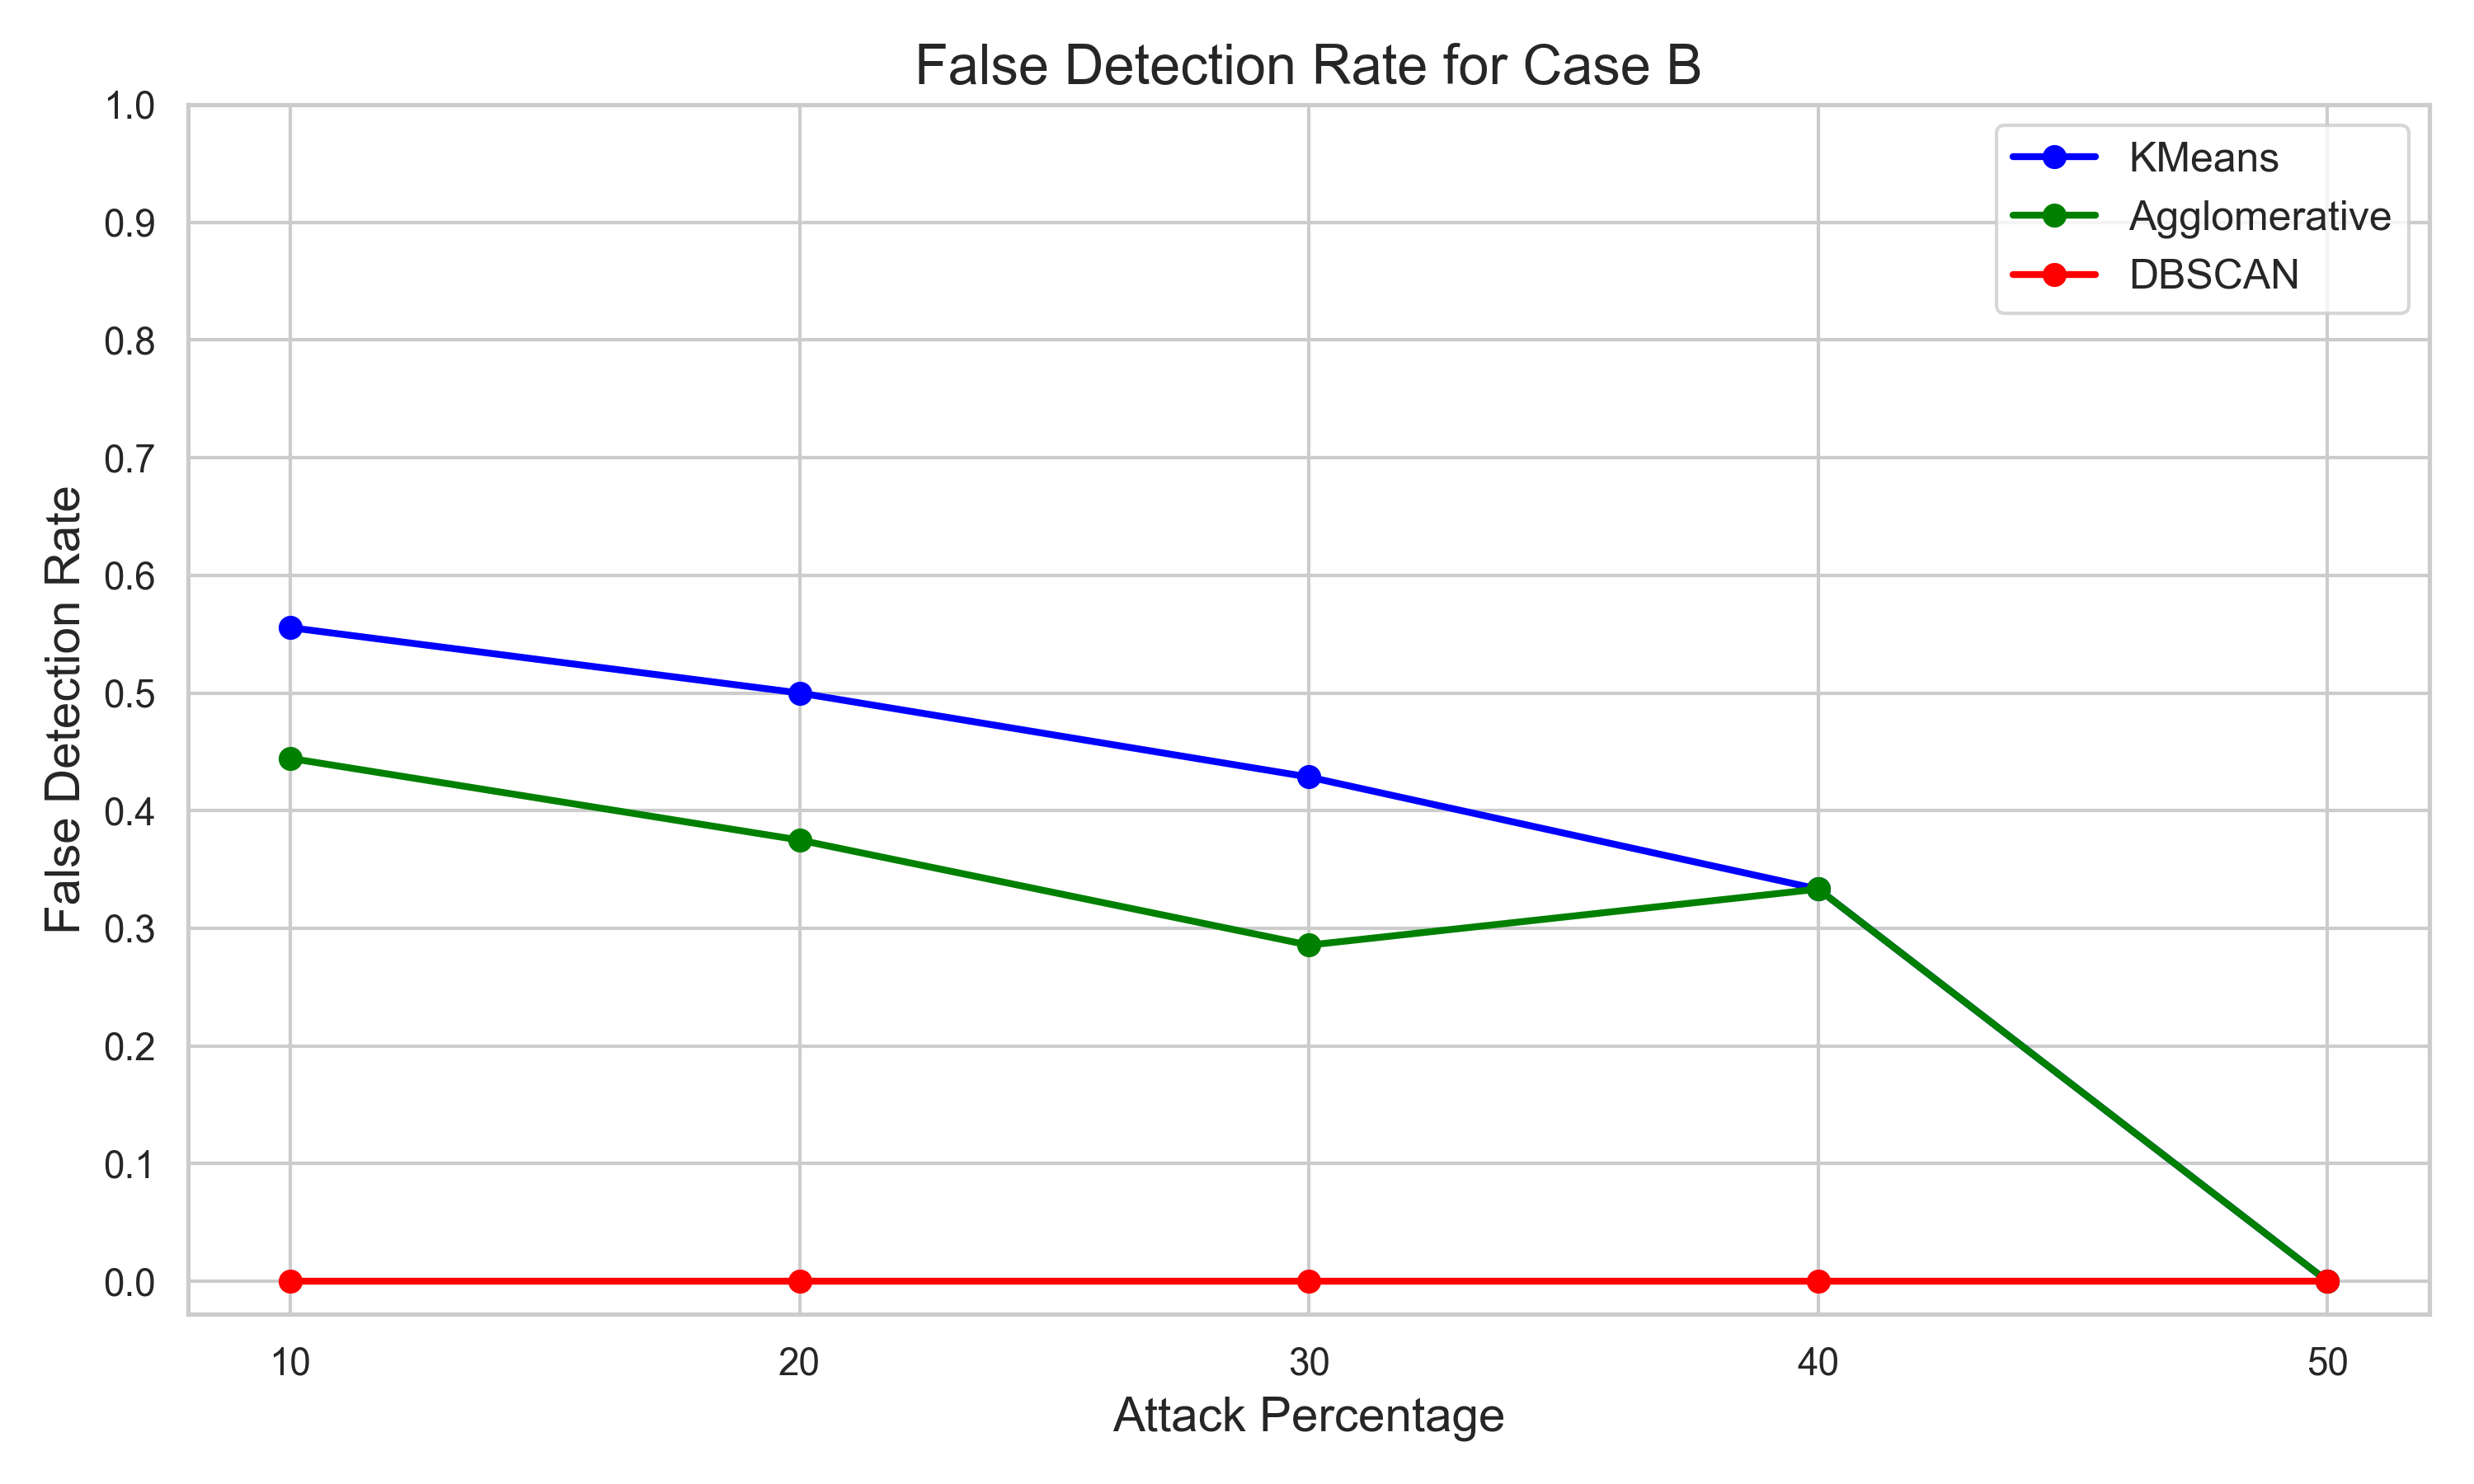 False Detection Rate for Case B
1.0
0.9
0.8
0.7
0.6
0.5
0.4
0.3
0.2
0.1
0.0
False Detection Rate
KMeans
Agglomerative
DBSCAN
10 20 30 40 50
Attack Percentage